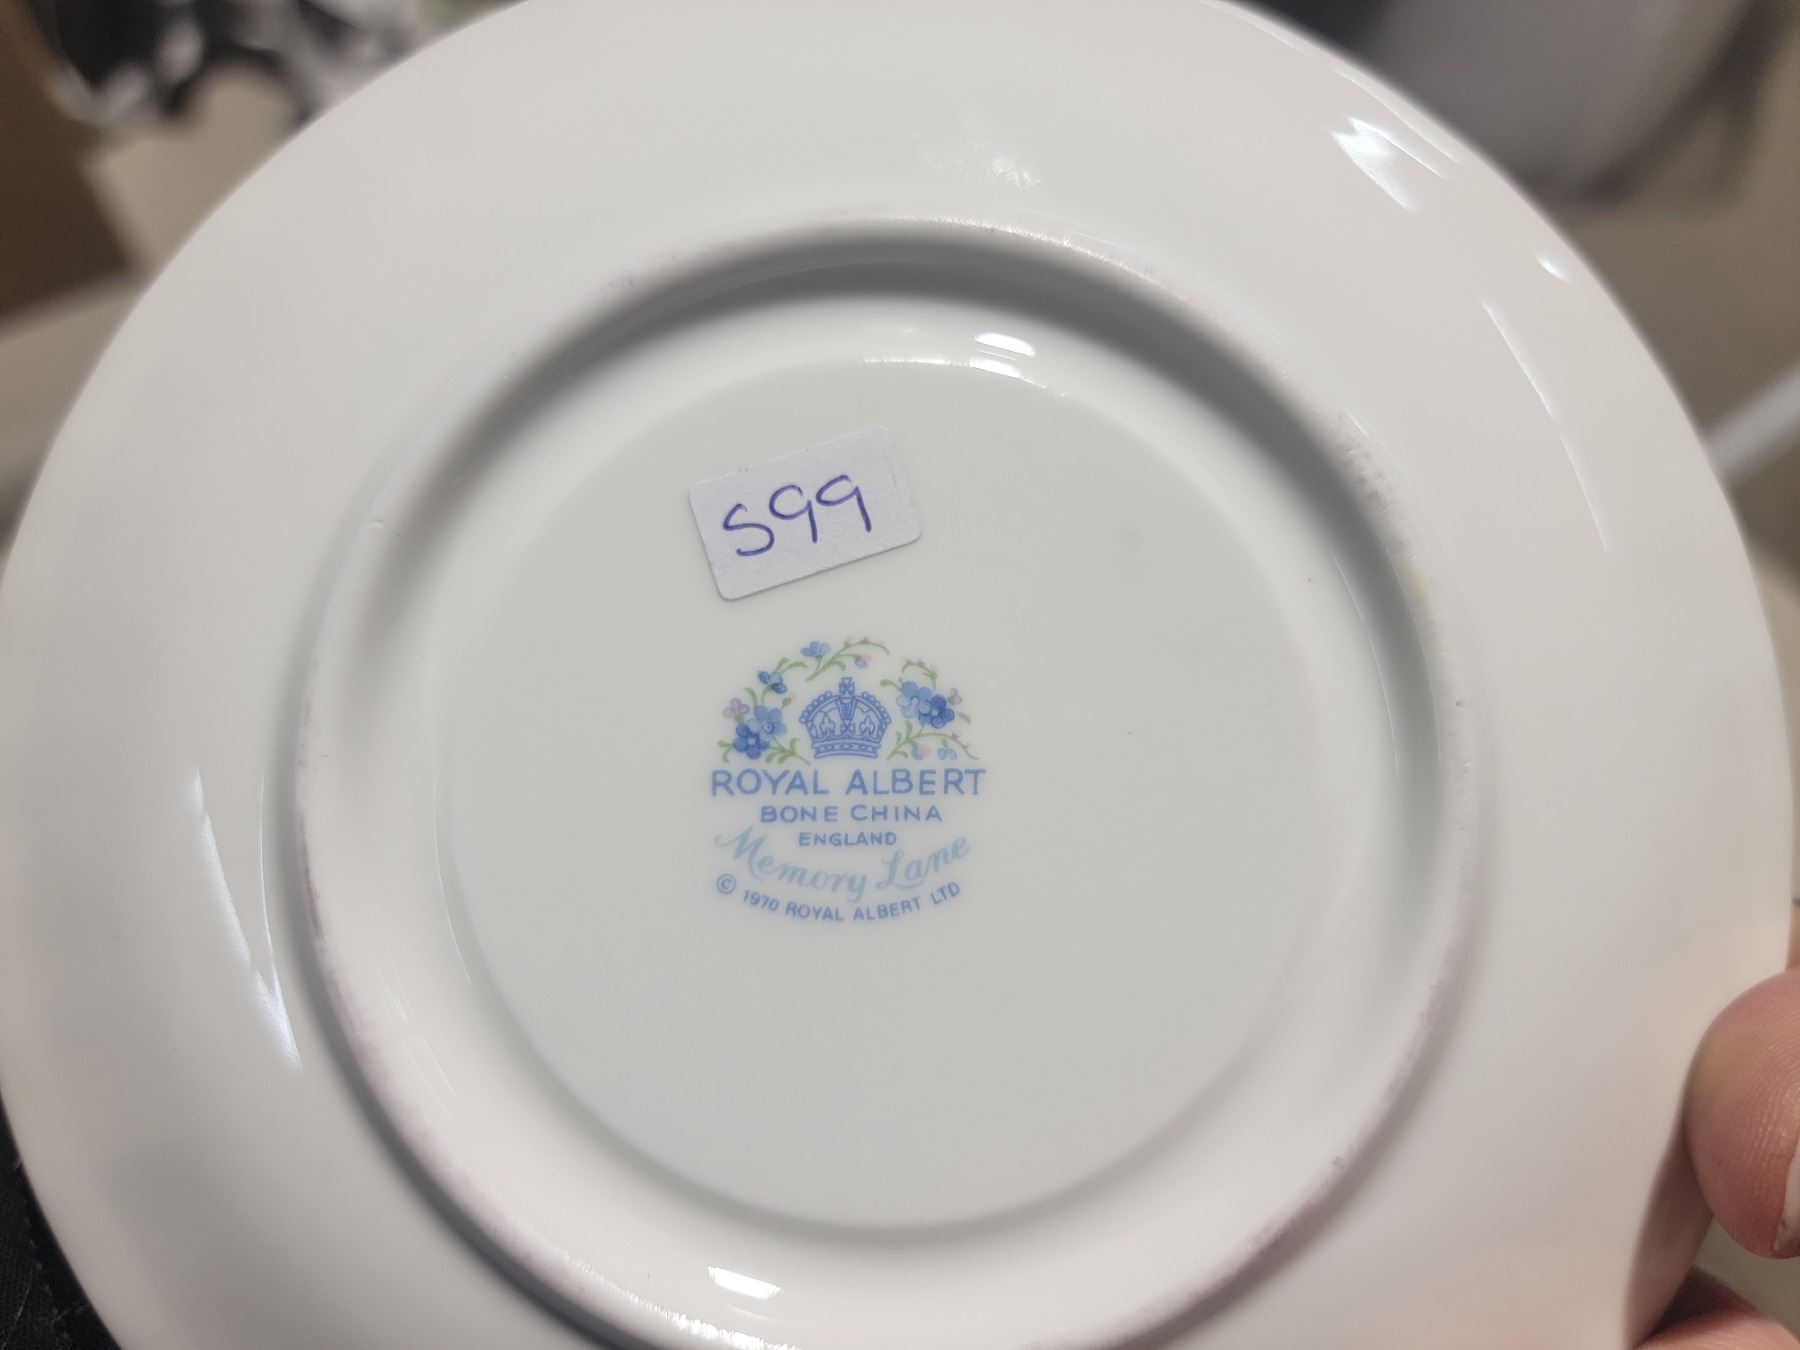 S99
ROYAL ALBERT
BONE CHINA
ENGLAND
Memory Lane
© 1970 ROYAL ALBERT LTD